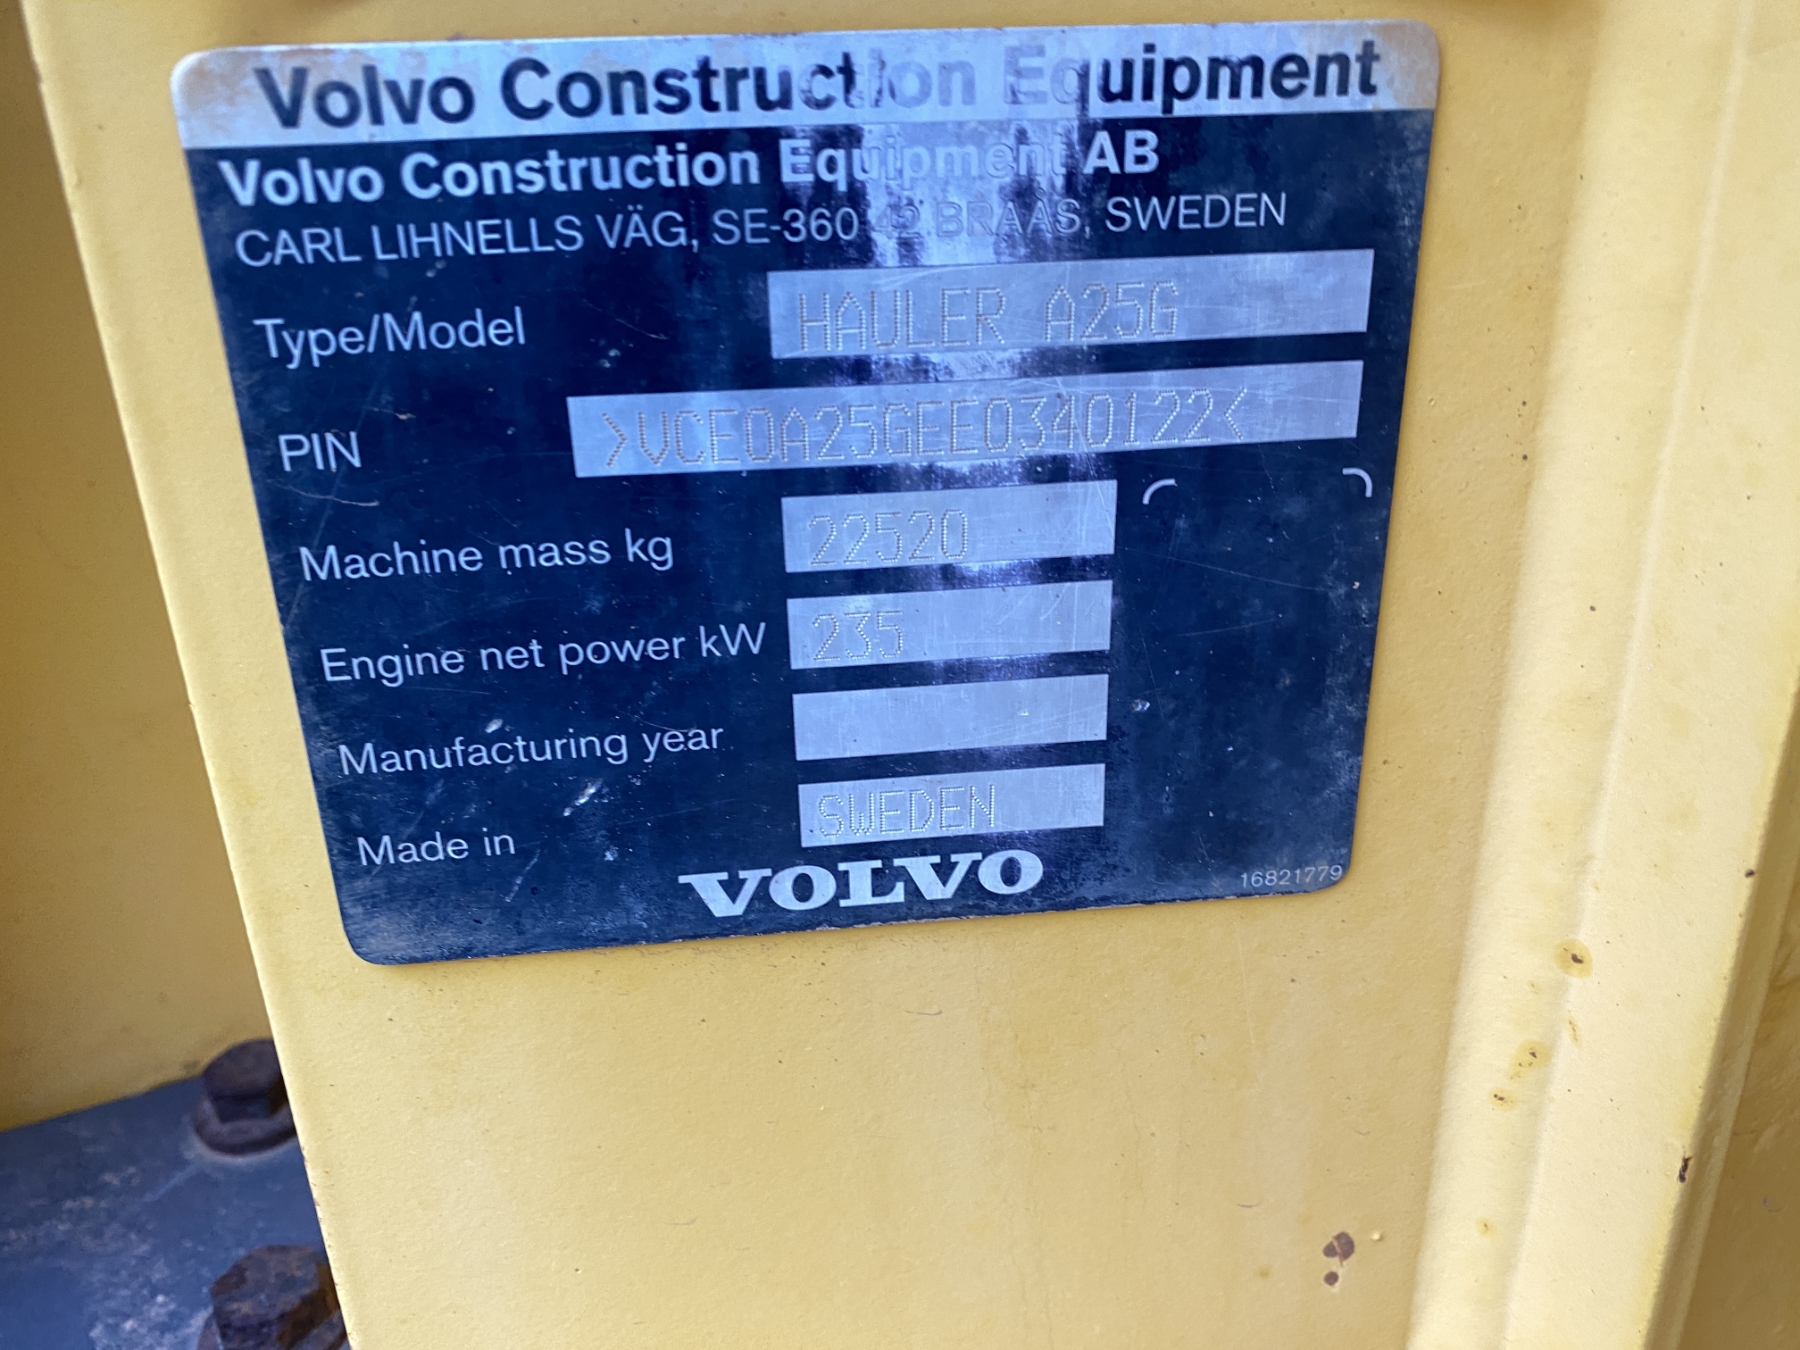 Volvo Construction Equipment
Volvo Construction Equipment AB
CARL LIHNELLS VÄG, SE-360 42 BRAÅS, SWEDEN
Type/Model HAULER A25G
PIN >VCE0A25GEE0340122<
Machine mass kg 22520
Engine net power kW 235
Manufacturing year
Made in SWEDEN
VOLVO
16821779